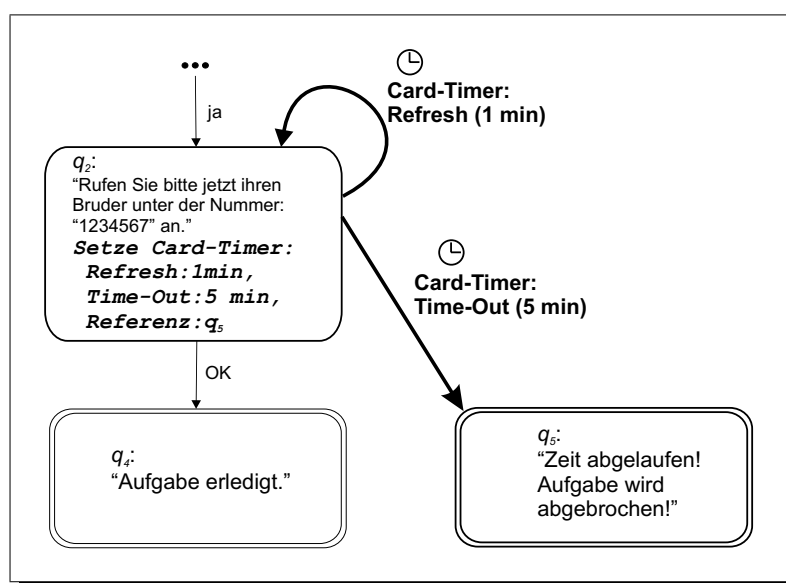 •••
ja
Card-Timer:
Refresh (1 min)
q2:
“Rufen Sie bitte jetzt ihren
Bruder unter der Nummer:
“1234567” an.”
Setze Card-Timer:
Refresh:1min,
Time-Out:5 min,
Referenz:q5
Card-Timer:
Time-Out (5 min)
OK
q4:
“Aufgabe erledigt.”
q5:
“Zeit abgelaufen!
Aufgabe wird
abgebrochen!”